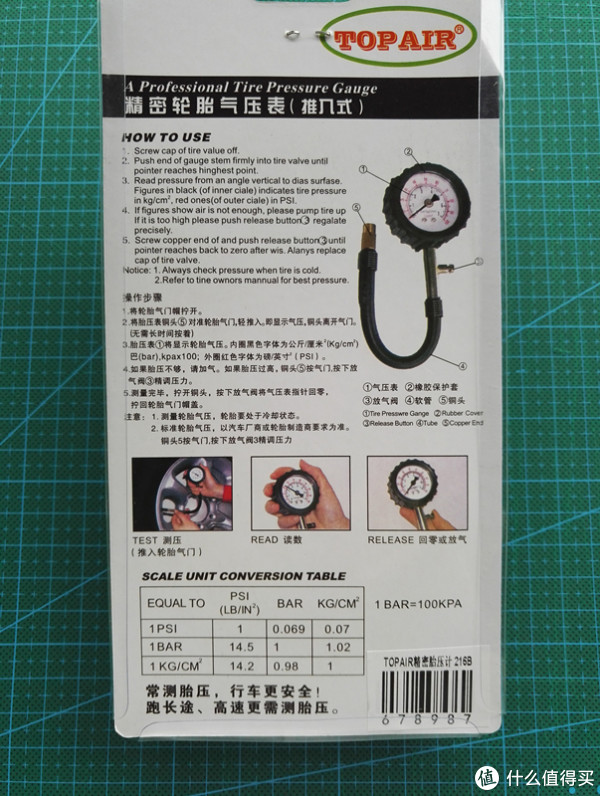 TOPAIR®
A Professional Tire Pressure Gauge
精密轮胎气压表(推入式)
HOW TO USE
1. Screw cap of tire value off.
2. Push end of gauge stem firmly into tire valve until
pointer reaches hinghest point.
3. Read pressure from an angle vertical to dias surfase.
Figures in black (of inner ciale) indicates tire pressure
in kg/cm², red ones(of outer ciale) in PSI.
4. If figures show air is not enough, please pump tire up
If it is too high please push release button③ regalate
precisely.
5. Screw copper end of and push release button③until
pointer reaches back to zero after wis. Alanys replace
cap of tire valve.
Notice: 1. Always check pressure when tire is cold.
2.Refer to tine ownors mannual for best pressure.
① ② ③ ④ ⑤
操作步骤
1.将轮胎气门帽拧开。
2.将胎压表铜头⑤对准轮胎气门,轻推入。即显示气压。铜头离开气门。
(无需长时间按着)
3.胎压表①将显示轮胎气压。内圈黑色字体为公斤/厘米²(Kg/cm²)
巴(bar),kpax100; 外圈红色字体为磅/英寸²(PSI)。
4.如果胎压不够,请加气。如果胎压过高,铜头⑤按气门,按下放
气阀③精调压力。
5.测量完毕,拧开铜头,按下放气阀将气压表指针回零,
拧回轮胎气门帽盖。
注意: 1. 测量轮胎气压,轮胎要处于冷却状态。
2. 标准轮胎气压,以汽车厂商或轮胎制造商要求为准。
铜头5按气门,按下放气阀3精调压力
①气压表 ②橡胶保护套
③放气阀 ④软管 ⑤铜头
①Tire Presswre Gange ②Rubber Cover
③Release Button ④Tube ⑤Copper End
TEST 测压
(推入轮胎气门)
READ 读数
RELEASE 回零或放气
SCALE UNIT CONVERSION TABLE
EQUAL TO PSI (LB/IN²) BAR KG/CM²
1PSI 1 0.069 0.07
1BAR 14.5 1 1.02
1 KG/CM² 14.2 0.98 1
1 BAR=100KPA
TOPAIR精密胎压计 216B
678987
常测胎压,行车更安全!
跑长途、高速更需测胎压。
值 什么值得买